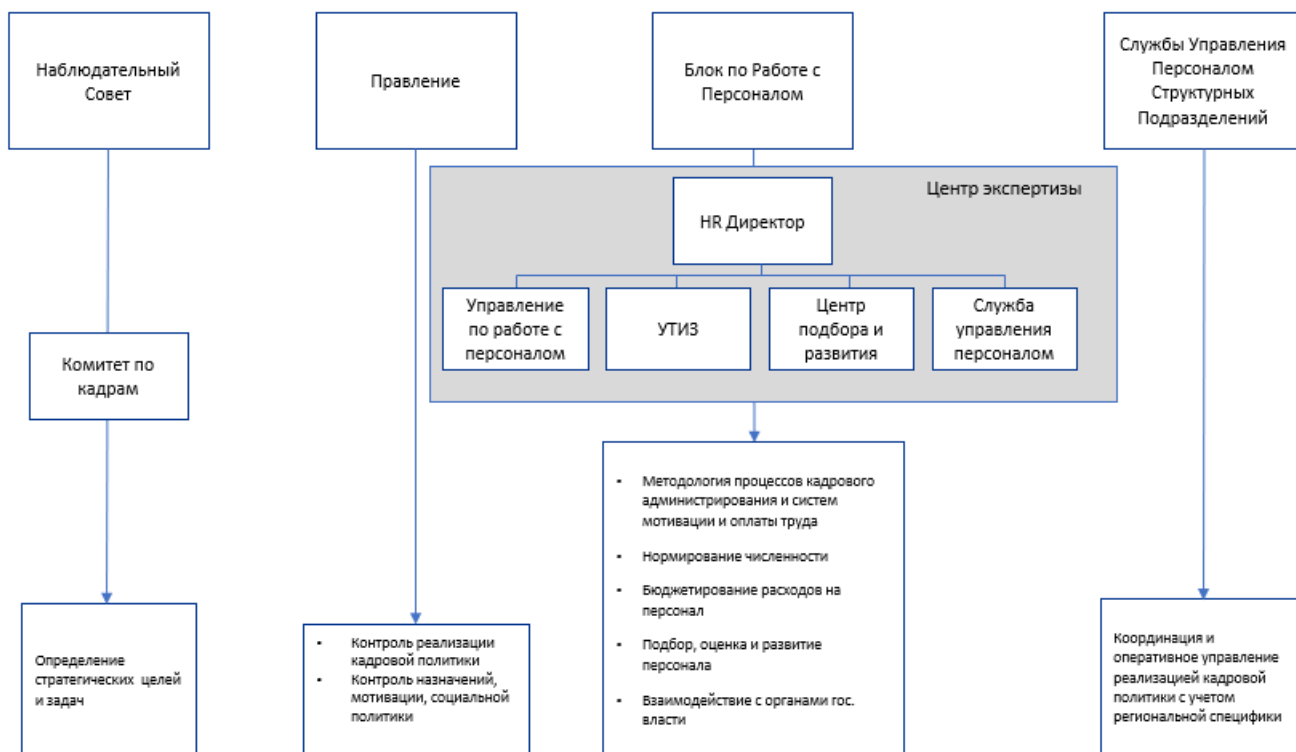 Наблюдательный
Совет
Правление
Блок по Работе с
Персоналом
Службы Управления
Персоналом
Структурных
Подразделений
Центр экспертизы
HR Директор
Управление
по работе с
персоналом
УТИЗ
Центр
подбора и
развития
Служба
управления
персоналом
Комитет по
кадрам
Определение
стратегических целей
и задач
▪ Контроль реализации
кадровой политики
▪ Контроль назначений,
мотивации, социальной
политики
▪ Методология процессов кадрового
администрирования и систем
мотивации и оплаты труда
▪ Нормирование численности
▪ Бюджетирование расходов на
персонал
▪ Подбор, оценка и развитие
персонала
▪ Взаимодействие с органами гос.
власти
Координация и
оперативное управление
реализацией кадровой
политики с учетом
региональной специфики